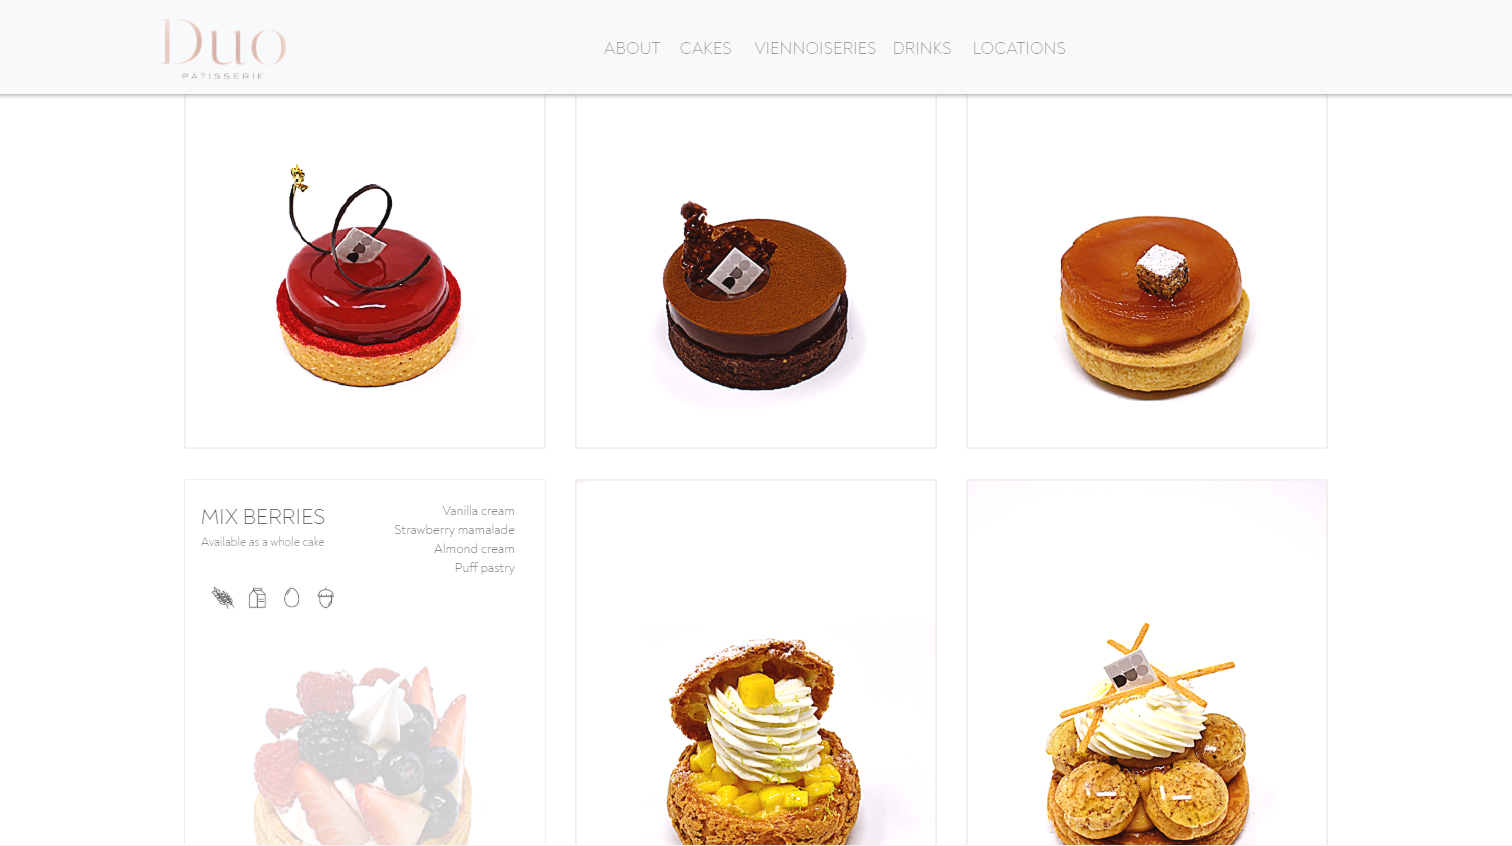 Duo
PATISSERIE
ABOUT
CAKES
VIENNOISERIES
DRINKS
LOCATIONS
MIX BERRIES
Available as a whole cake
Vanilla cream
Strawberry mamalade
Almond cream
Puff pastry